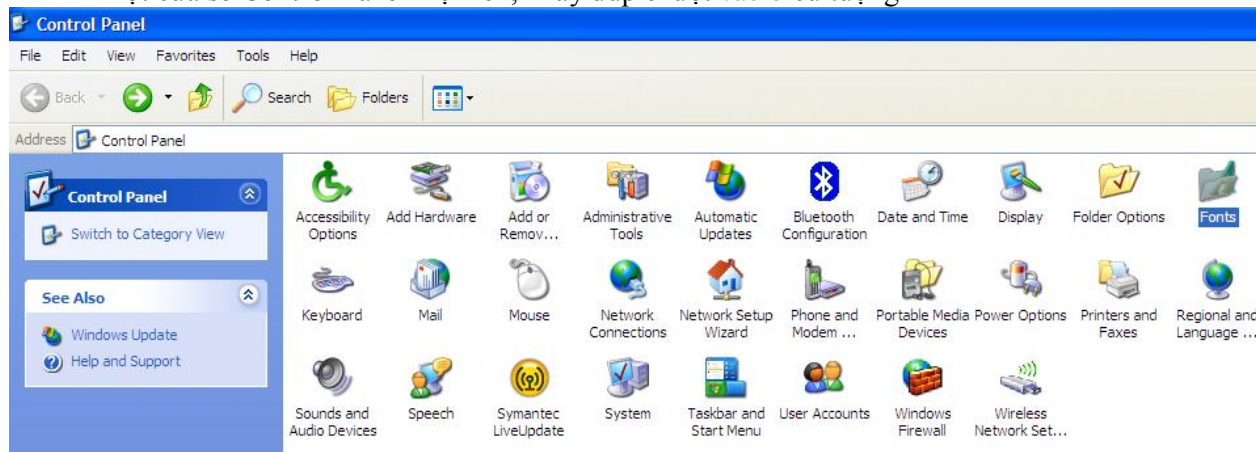 Control Panel
File Edit View Favorites Tools Help
Back Search Folders
Address Control Panel
Control Panel
Switch to Category View
See Also
Windows Update
Help and Support
Accessibility Options
Add Hardware
Add or Remov...
Administrative Tools
Automatic Updates
Bluetooth Configuration
Date and Time
Display
Folder Options
Fonts
Keyboard
Mail
Mouse
Network Connections
Network Setup Wizard
Phone and Modem ...
Portable Media Devices
Power Options
Printers and Faxes
Regional and Language ...
Sounds and Audio Devices
Speech
Symantec LiveUpdate
System
Taskbar and Start Menu
User Accounts
Windows Firewall
Wireless Network Set...